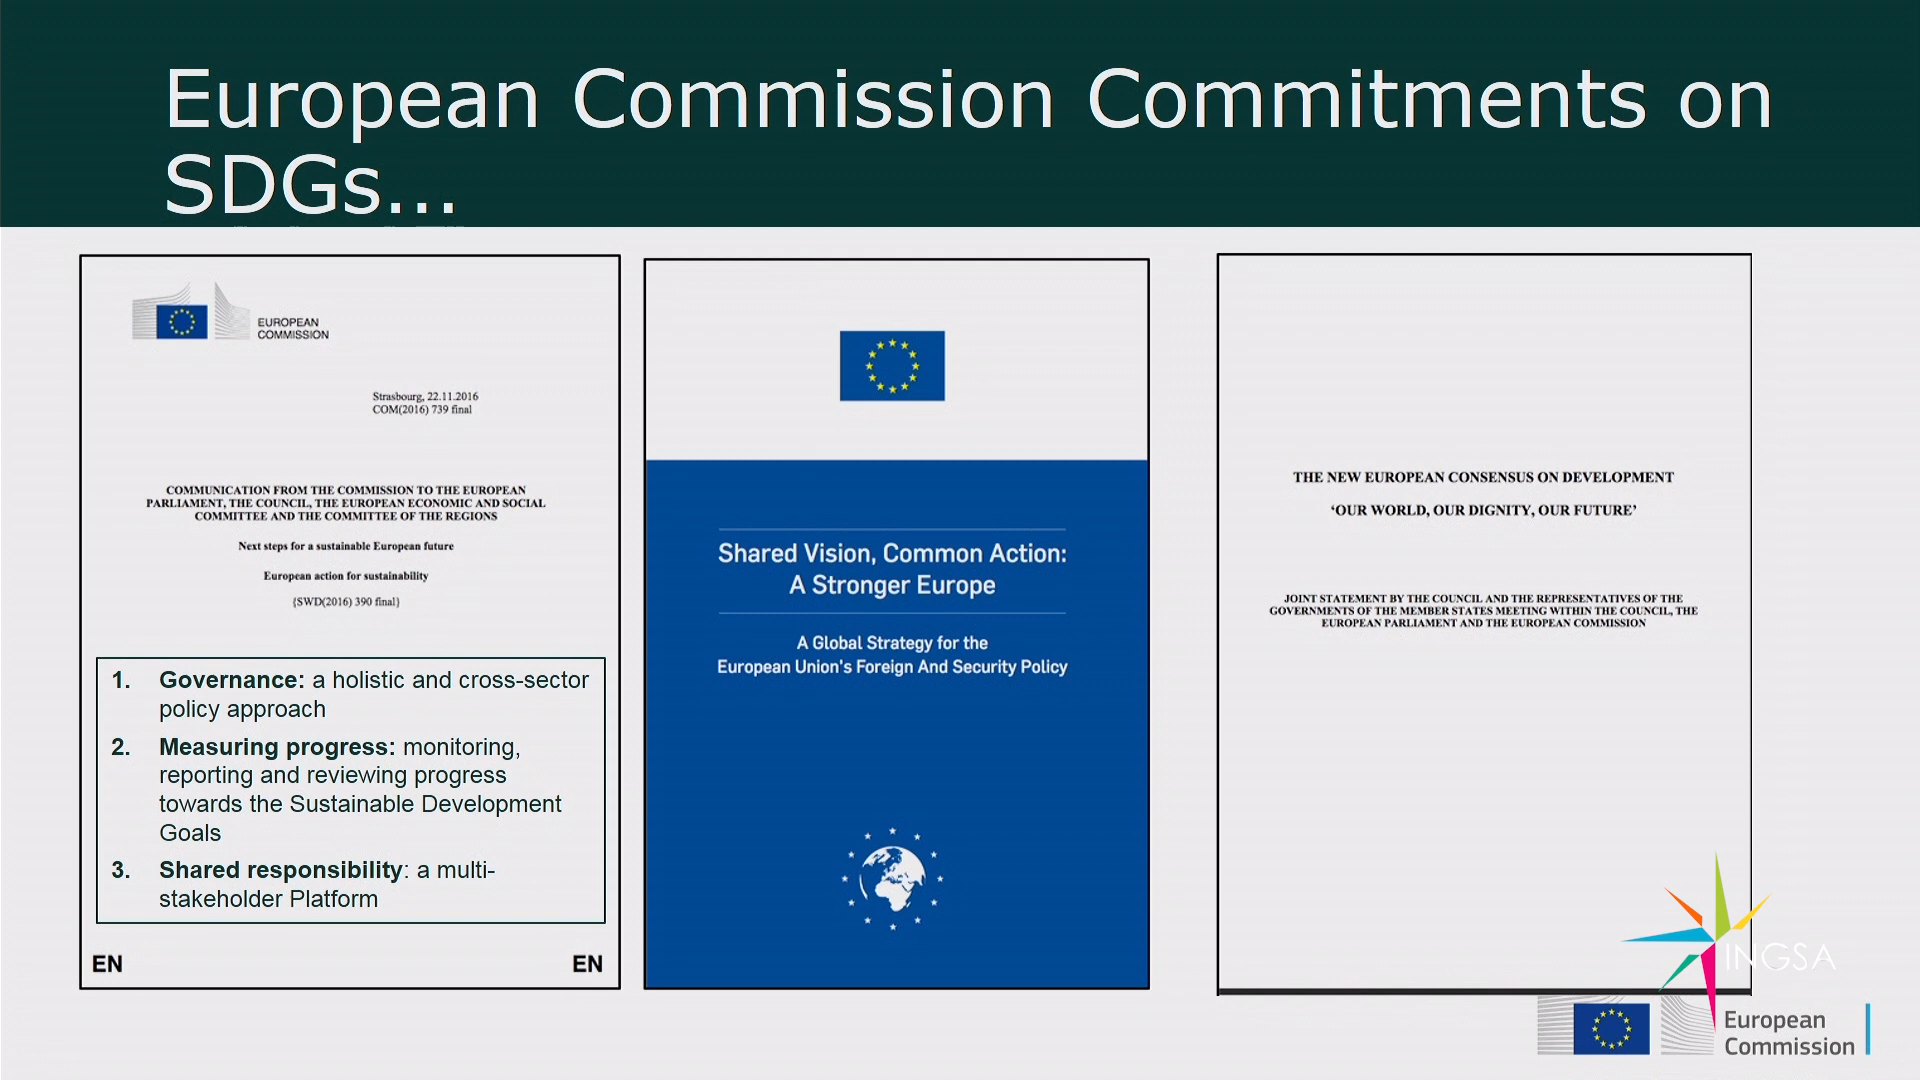 European Commission Commitments on
SDGs...
EUROPEAN
COMMISSION
Strasbourg, 22.11.2016
COM(2016) 739 final
COMMUNICATION FROM THE COMMISSION TO THE EUROPEAN
PARLIAMENT, THE COUNCIL, THE EUROPEAN ECONOMIC AND SOCIAL
COMMITTEE AND THE COMMITTEE OF THE REGIONS
Next steps for a sustainable European future
European action for sustainability
{SWD(2016) 390 final}
1. Governance: a holistic and cross-sector
policy approach
2. Measuring progress: monitoring,
reporting and reviewing progress
towards the Sustainable Development
Goals
3. Shared responsibility: a multi-
stakeholder Platform
EN EN
Shared Vision, Common Action:
A Stronger Europe
A Global Strategy for the
European Union's Foreign And Security Policy
THE NEW EUROPEAN CONSENSUS ON DEVELOPMENT
‘OUR WORLD, OUR DIGNITY, OUR FUTURE’
JOINT STATEMENT BY THE COUNCIL AND THE REPRESENTATIVES OF THE
GOVERNMENTS OF THE MEMBER STATES MEETING WITHIN THE COUNCIL, THE
EUROPEAN PARLIAMENT AND THE EUROPEAN COMMISSION
INGSA
European
Commission